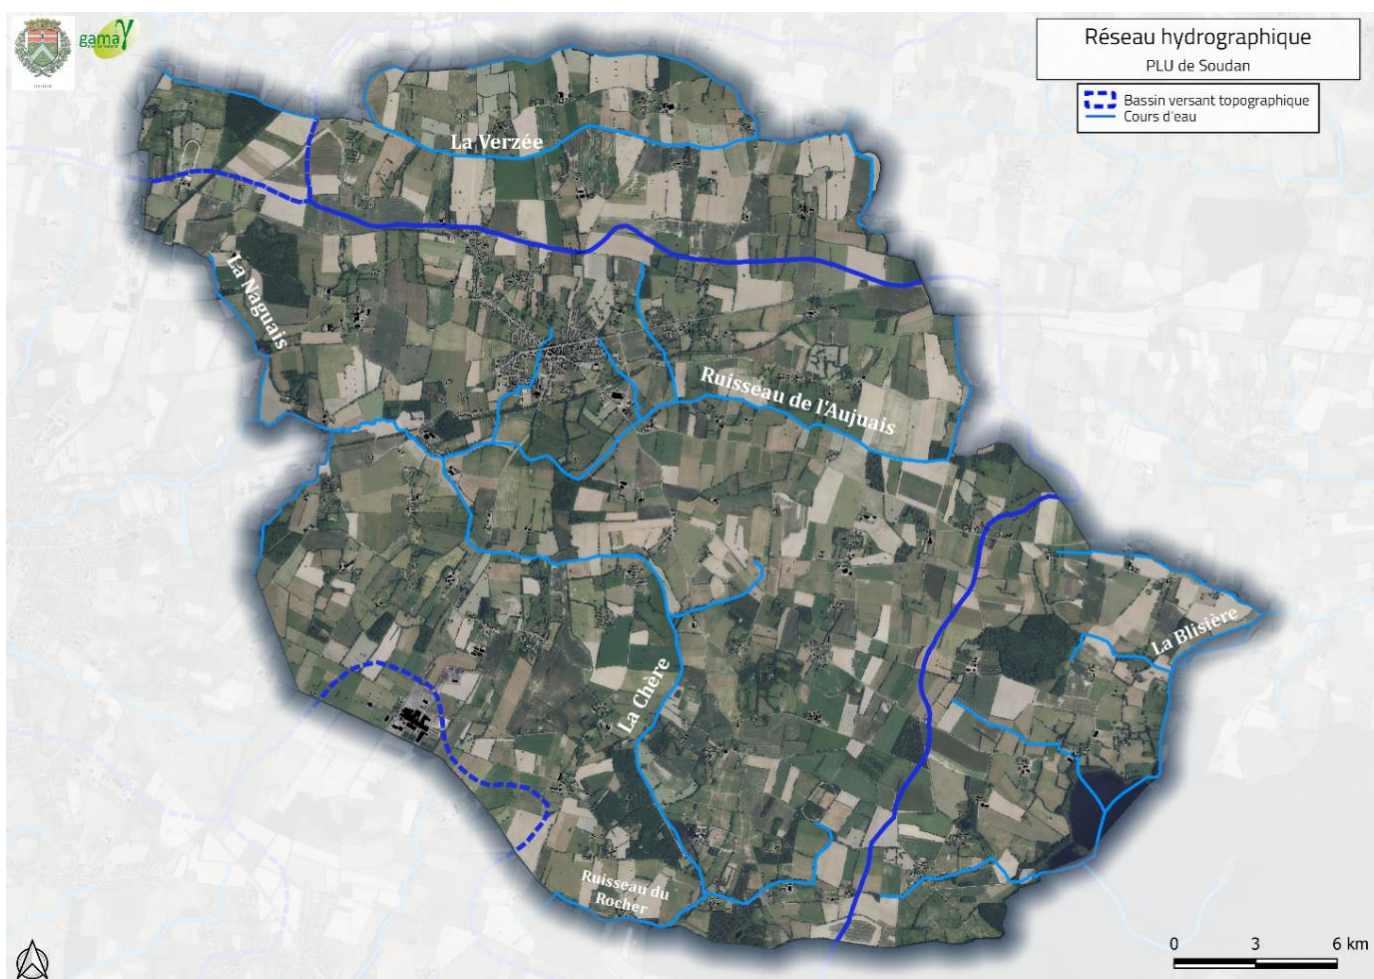 gama
Réseau hydrographique
PLU de Soudan
Bassin versant topographique
Cours d'eau
La Verzée
La Naguais
Ruisseau de l'Aujuais
La Blisière
La Chère
Ruisseau du
Rocher
0 3 6 km